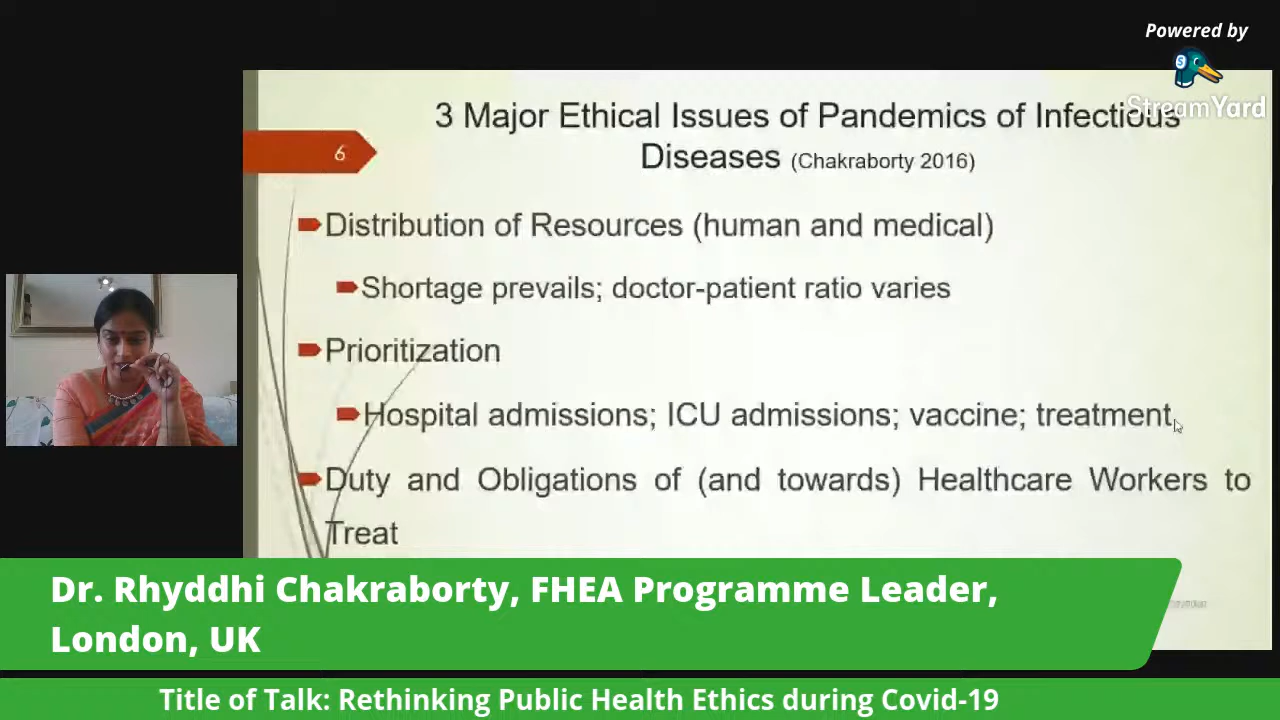 Powered by
StreamYard
3 Major Ethical Issues of Pandemics of Infectious
Diseases (Chakraborty 2016)
6
Distribution of Resources (human and medical)
Shortage prevails; doctor-patient ratio varies
Prioritization
Hospital admissions; ICU admissions; vaccine; treatment
Duty and Obligations of (and towards) Healthcare Workers to
Treat
Dr. Rhyddhi Chakraborty, FHEA Programme Leader,
London, UK
Title of Talk: Rethinking Public Health Ethics during Covid-19